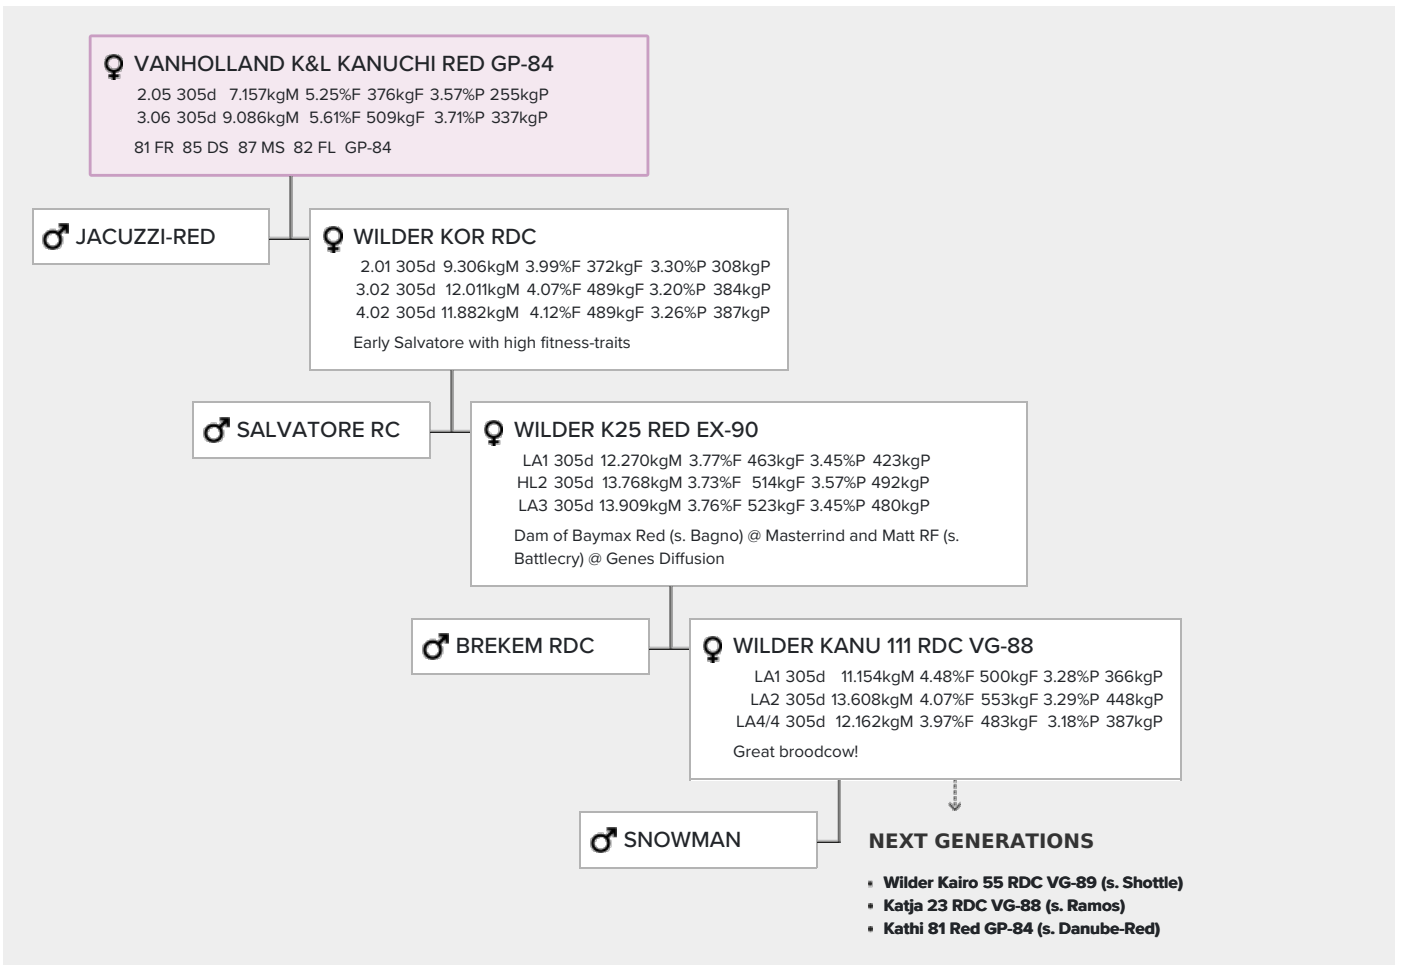 VANHOLLAND K&L KANUCHI RED GP-84
2.05 305d 7.157kgM 5.25%F 376kgF 3.57%P 255kgP
3.06 305d 9.086kgM 5.61%F 509kgF 3.71%P 337kgP
81 FR 85 DS 87 MS 82 FL GP-84
JACUZZI-RED
WILDER KOR RDC
2.01 305d 9.306kgM 3.99%F 372kgF 3.30%P 308kgP
3.02 305d 12.011kgM 4.07%F 489kgF 3.20%P 384kgP
4.02 305d 11.882kgM 4.12%F 489kgF 3.26%P 387kgP
Early Salvatore with high fitness-traits
SALVATORE RC
WILDER K25 RED EX-90
LA1 305d 12.270kgM 3.77%F 463kgF 3.45%P 423kgP
HL2 305d 13.768kgM 3.73%F 514kgF 3.57%P 492kgP
LA3 305d 13.909kgM 3.76%F 523kgF 3.45%P 480kgP
Dam of Baymax Red (s. Bagno) @ Masterrind and Matt RF (s.
Battlecry) @ Genes Diffusion
BREKEM RDC
WILDER KANU 111 RDC VG-88
LA1 305d 11.154kgM 4.48%F 500kgF 3.28%P 366kgP
LA2 305d 13.608kgM 4.07%F 553kgF 3.29%P 448kgP
LA4/4 305d 12.162kgM 3.97%F 483kgF 3.18%P 387kgP
Great broodcow!
SNOWMAN
NEXT GENERATIONS
• Wilder Kairo 55 RDC VG-89 (s. Shottle)
• Katja 23 RDC VG-88 (s. Ramos)
• Kathi 81 Red GP-84 (s. Danube-Red)